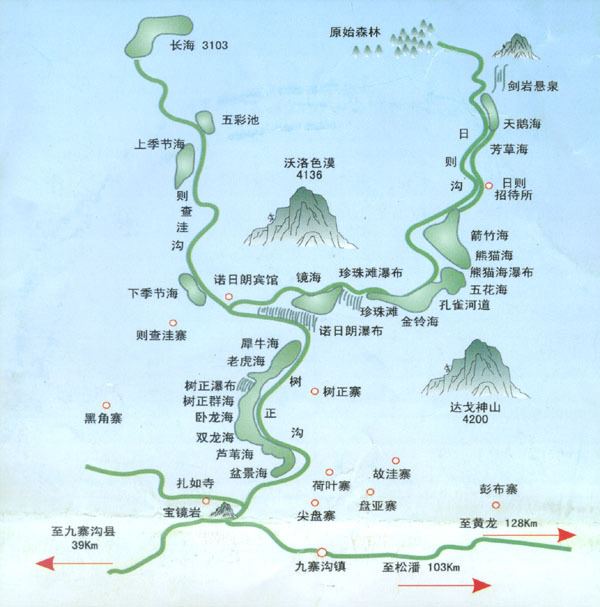 原始森林
长海 3103
剑岩悬泉
五彩池
天鹅海
日则沟
芳草海
上季节海
沃洛色漠
4136
日则
招待所
则查洼沟
箭竹海
熊猫海
熊猫海瀑布
诺日朗宾馆
镜海
珍珠滩瀑布
五花海
下季节海
孔雀河道
珍珠滩
金铃海
则查洼寨
诺日朗瀑布
犀牛海
老虎海
树正瀑布
树正沟
树正寨
树正群海
达戈神山
4200
黑角寨
卧龙海
双龙海
芦苇海
盆景海
故洼寨
扎如寺
荷叶寨
盘亚寨
彭布寨
宝镜岩
尖盘寨
至黄龙 128Km
至九寨沟县
39Km
九寨沟镇
至松潘 103Km